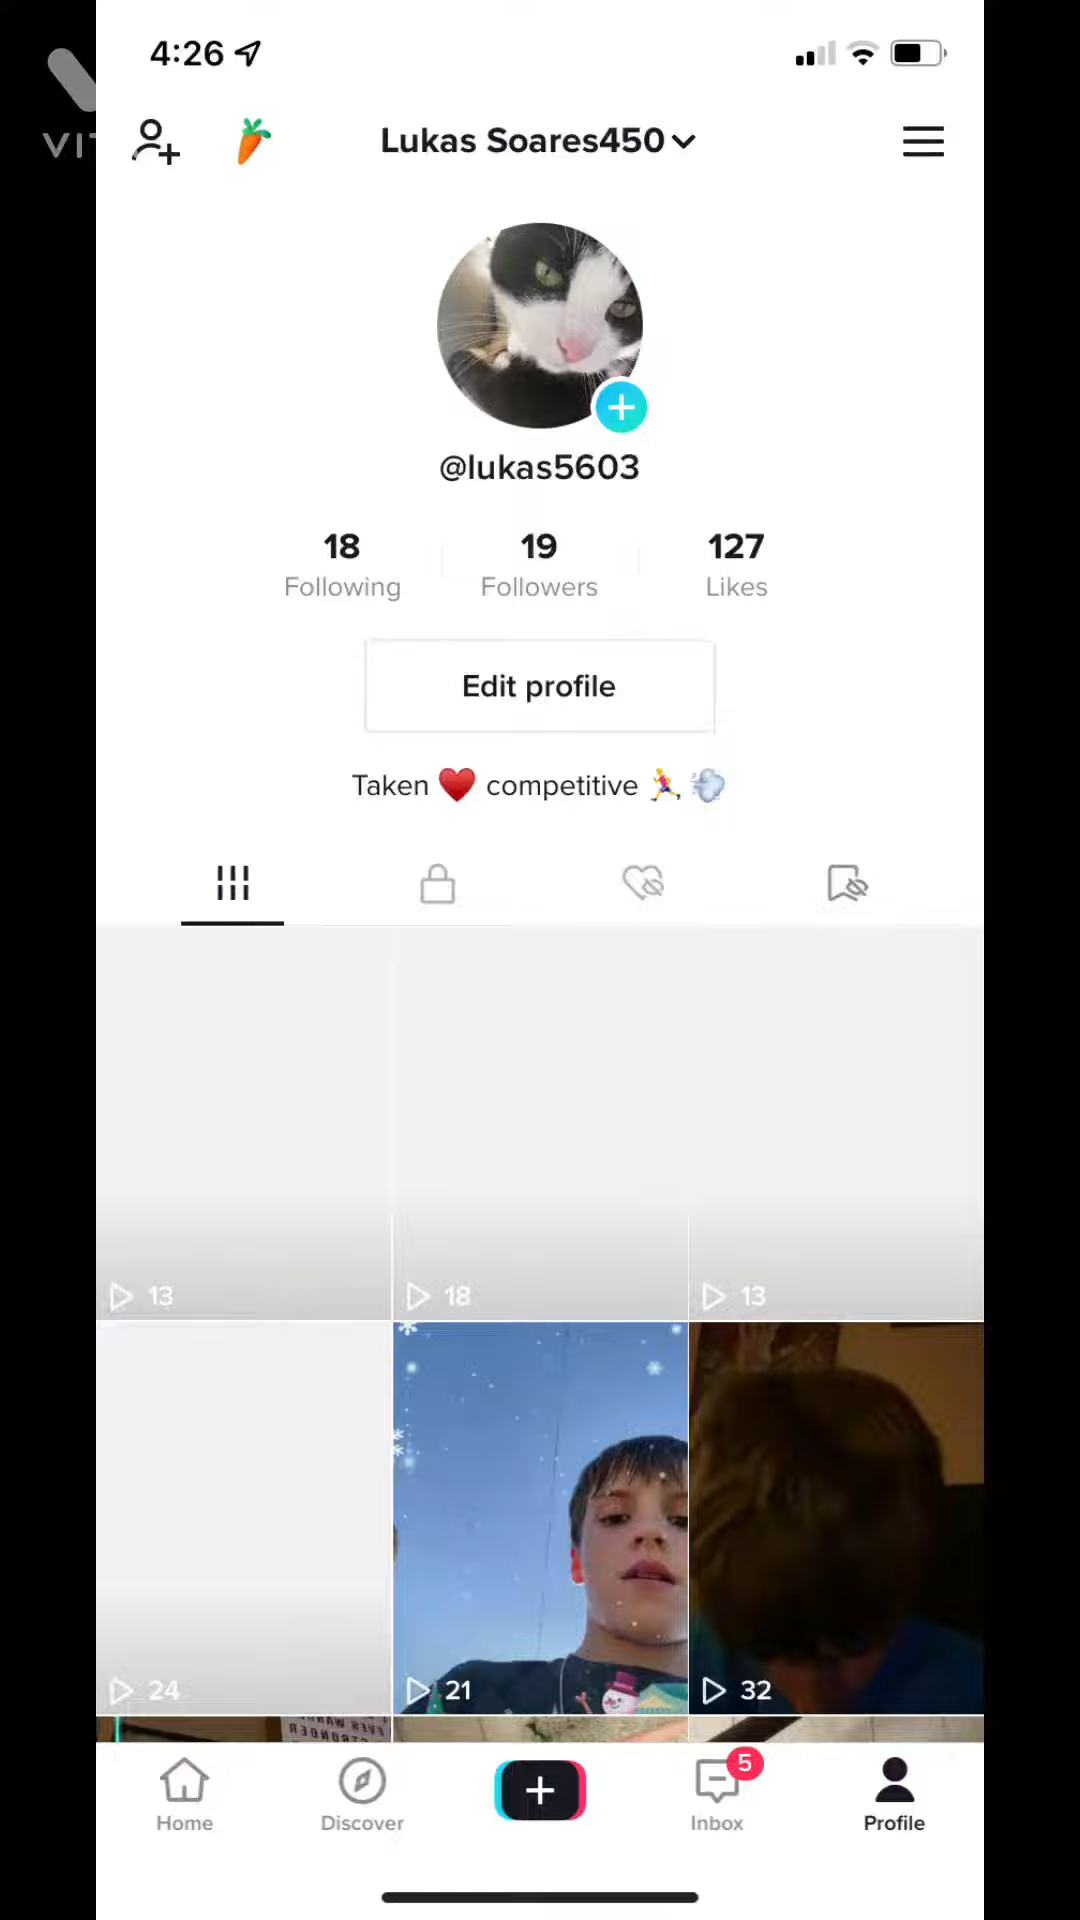 4:26
VIT
Lukas Soares450
@lukas5603
18 19 127
Following Followers Likes
Edit profile
Taken ❤️ competitive 🏃💨
13 18 13
24 21 32
5
Home Discover Inbox Profile